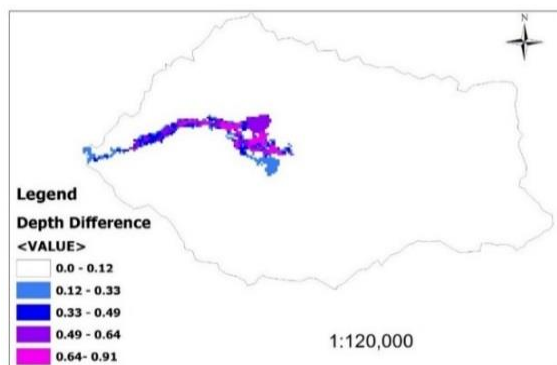 N
Legend
Depth Difference
<VALUE>
0.0 - 0.12
0.12 - 0.33
0.33 - 0.49
0.49 - 0.64
0.64- 0.91
1:120,000